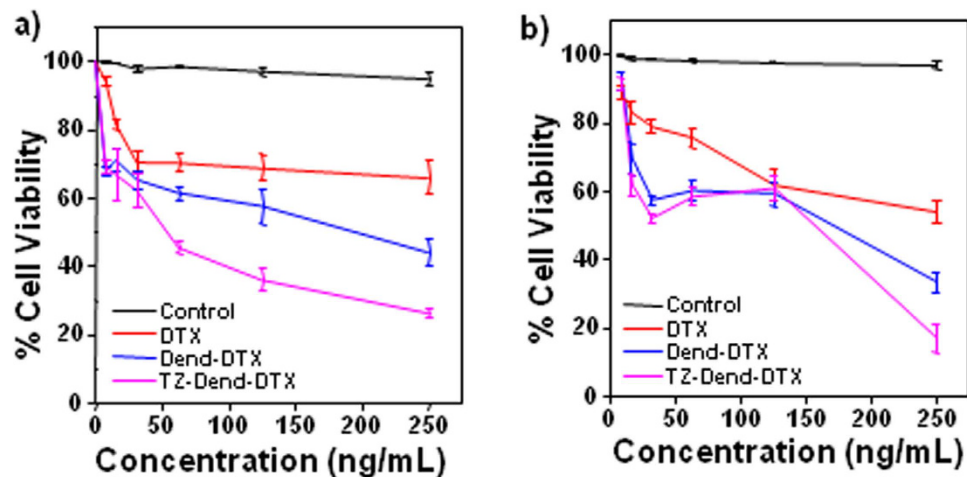 a)
% Cell Viability
100
80
60
40
20
0
Control
DTX
Dend-DTX
TZ-Dend-DTX
0 50 100 150 200 250
Concentration (ng/mL)
b)
% Cell Viability
100
80
60
40
20
0
Control
DTX
Dend-DTX
TZ-Dend-DTX
0 50 100 150 200 250
Concentration (ng/mL)